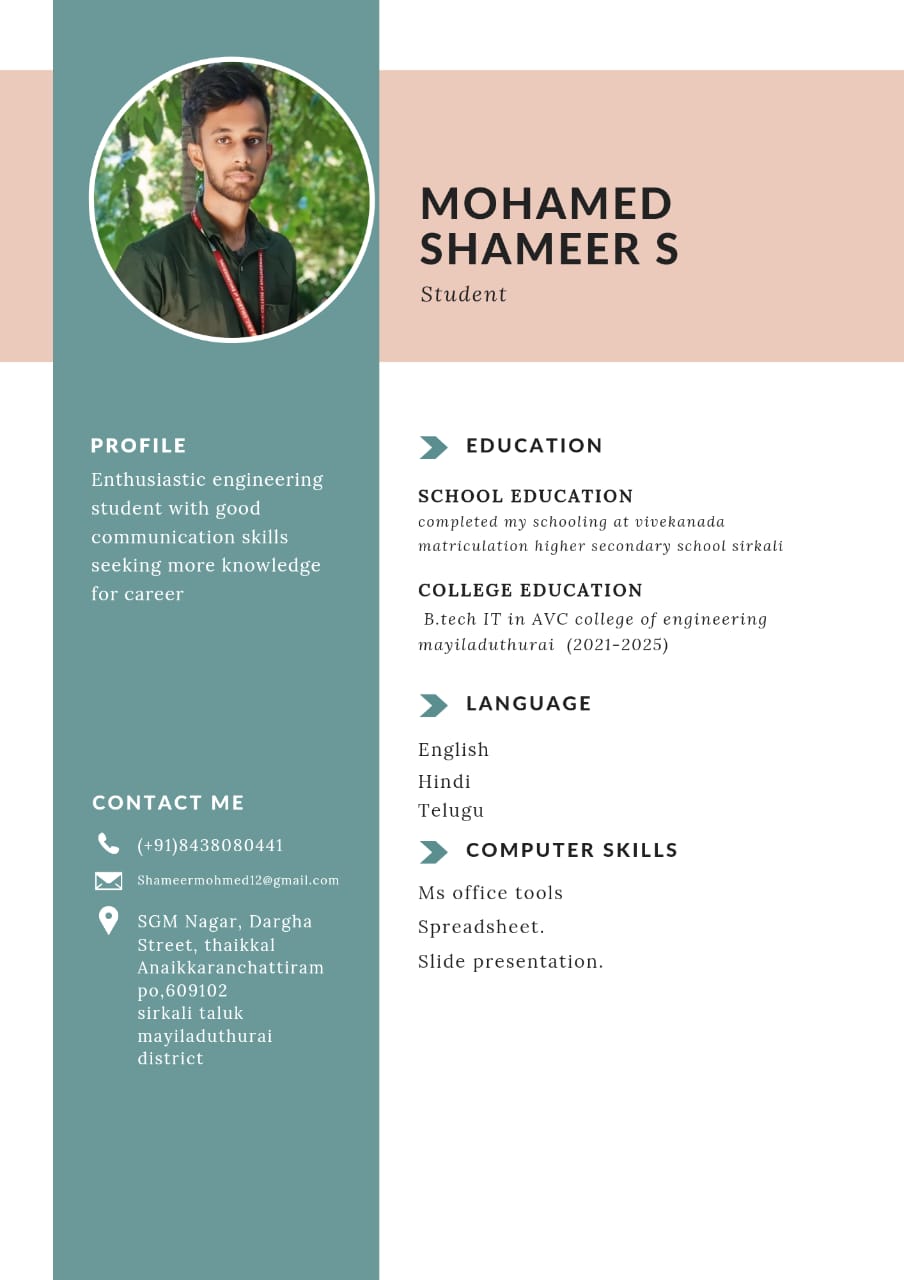 MOHAMED
SHAMEER S
Student
PROFILE
Enthusiastic engineering
student with good
communication skills
seeking more knowledge
for career
CONTACT ME
(+91)8438080441
Shameermohmed12@gmail.com
SGM Nagar, Dargha
Street, thaikkal
Anaikkaranchattiram
po,609102
sirkali taluk
mayiladuthurai
district
EDUCATION
SCHOOL EDUCATION
completed my schooling at vivekanada
matriculation higher secondary school sirkali
COLLEGE EDUCATION
B.tech IT in AVC college of engineering
mayiladuthurai (2021-2025)
LANGUAGE
English
Hindi
Telugu
COMPUTER SKILLS
Ms office tools
Spreadsheet.
Slide presentation.